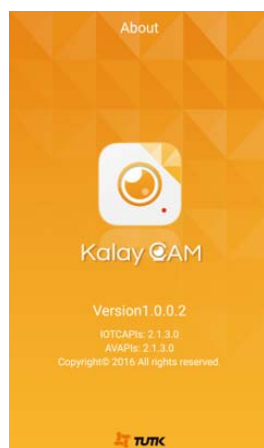 About
Kalay CAM
Version1.0.0.2
IOTCAPIs: 2.1.3.0
AVAPIs: 2.1.3.0
Copyright© 2016 All rights reserved.
TUTK